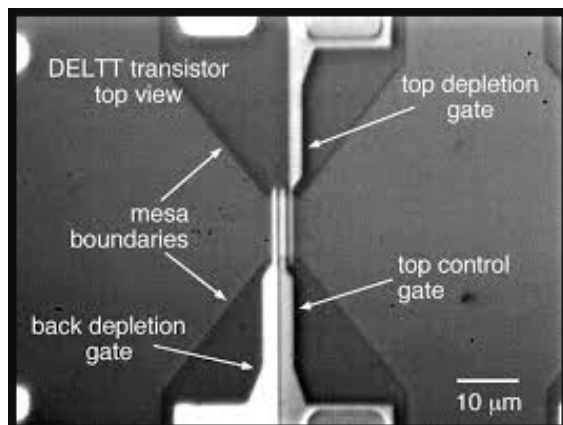 DELTT transistor
top view
top depletion
gate
mesa
boundaries
top control
gate
back depletion
gate
10 μm